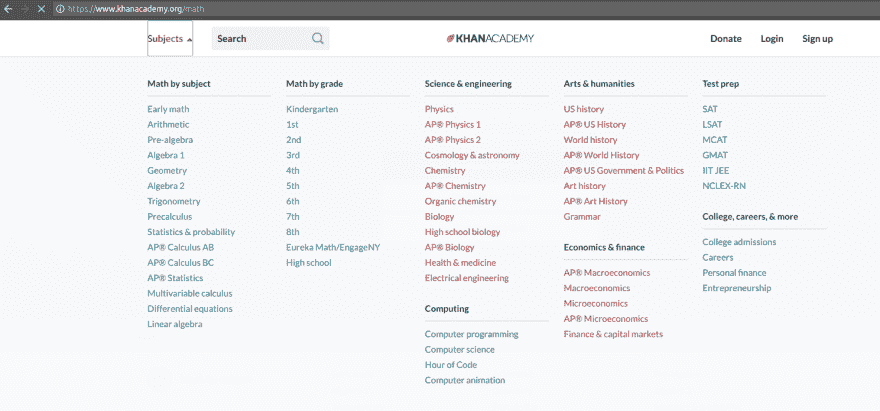 https://www.khanacademy.org/math
Subjects
Search
KHANACADEMY
Donate
Login
Sign up
Math by subject
Early math
Arithmetic
Pre-algebra
Algebra 1
Geometry
Algebra 2
Trigonometry
Precalculus
Statistics & probability
AP® Calculus AB
AP® Calculus BC
AP® Statistics
Multivariable calculus
Differential equations
Linear algebra
Math by grade
Kindergarten
1st
2nd
3rd
4th
5th
6th
7th
8th
Eureka Math/EngageNY
High school
Science & engineering
Physics
AP® Physics 1
AP® Physics 2
Cosmology & astronomy
Chemistry
AP® Chemistry
Organic chemistry
Biology
High school biology
AP® Biology
Health & medicine
Electrical engineering
Computing
Computer programming
Computer science
Hour of Code
Computer animation
Arts & humanities
US history
AP® US History
World history
AP® World History
AP® US Government & Politics
Art history
AP® Art History
Grammar
Economics & finance
AP® Macroeconomics
Macroeconomics
Microeconomics
AP® Microeconomics
Finance & capital markets
Test prep
SAT
LSAT
MCAT
GMAT
IIT JEE
NCLEX-RN
College, careers, & more
College admissions
Careers
Personal finance
Entrepreneurship